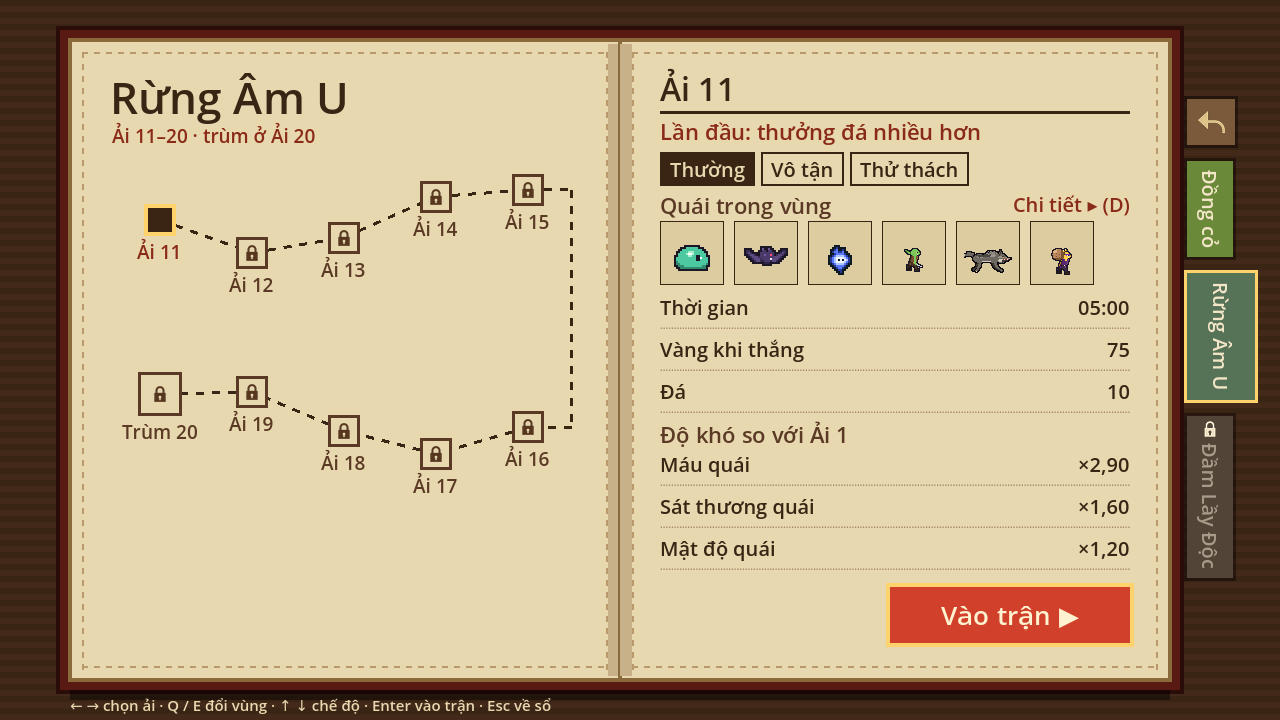 Rừng Âm U
Ải 11–20 · trùm ở Ải 20
Ải 11
Ải 12
Ải 13
Ải 14
Ải 15
Trùm 20
Ải 19
Ải 18
Ải 17
Ải 16
Ải 11
Lần đầu: thưởng đá nhiều hơn
Thường Vô tận Thử thách
Quái trong vùng Chi tiết ▸ (D)
Thời gian 05:00
Vàng khi thắng 75
Đá 10
Độ khó so với Ải 1
Máu quái ×2,90
Sát thương quái ×1,60
Mật độ quái ×1,20
Vào trận ▶
Đồng cỏ
Rừng Âm U
Đầm Lầy Độc
← → chọn ải · Q / E đổi vùng · ↑ ↓ chế độ · Enter vào trận · Esc về sổ